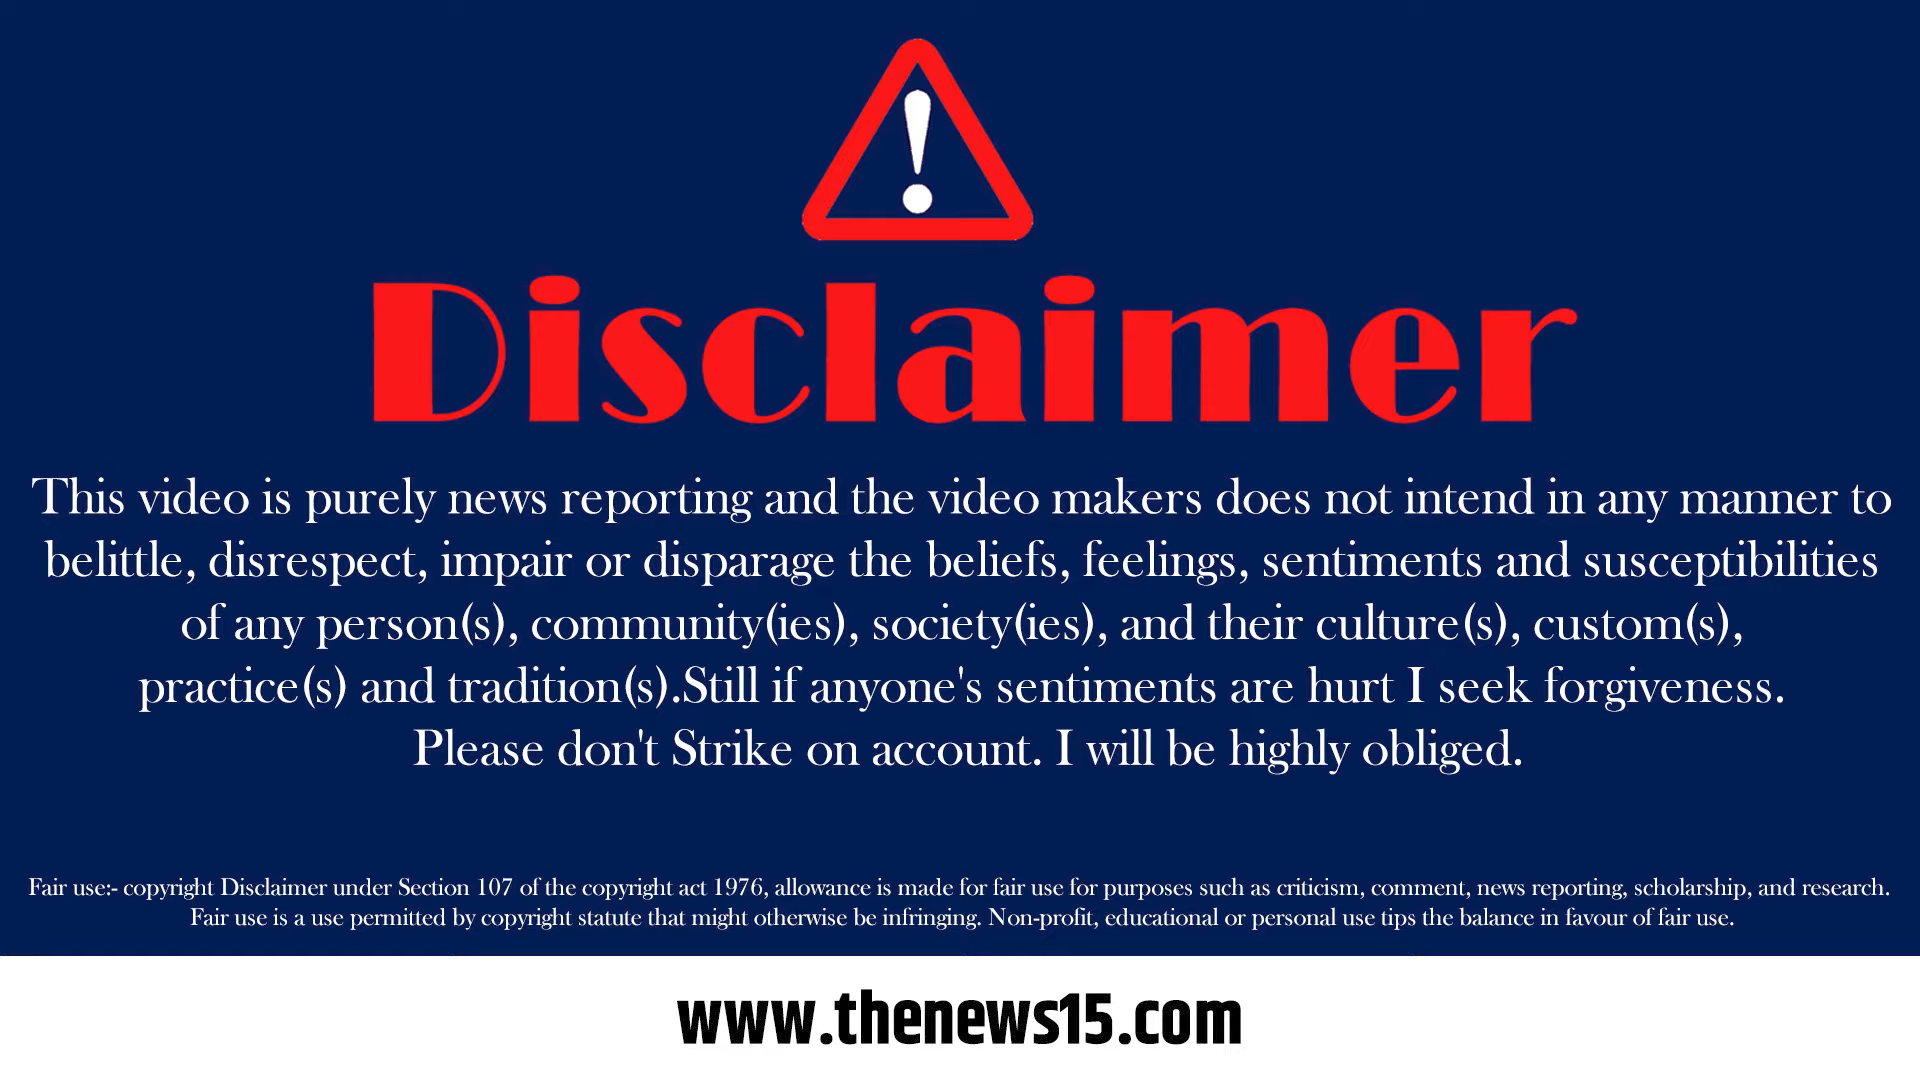 Disclaimer
This video is purely news reporting and the video makers does not intend in any manner to
belittle, disrespect, impair or disparage the beliefs, feelings, sentiments and susceptibilities
of any person(s), community(ies), society(ies), and their culture(s), custom(s),
practice(s) and tradition(s).Still if anyone's sentiments are hurt I seek forgiveness.
Please don't Strike on account. I will be highly obliged.
Fair use:- copyright Disclaimer under Section 107 of the copyright act 1976, allowance is made for fair use for purposes such as criticism, comment, news reporting, scholarship, and research.
Fair use is a use permitted by copyright statute that might otherwise be infringing. Non-profit, educational or personal use tips the balance in favour of fair use.
www.thenews15.com